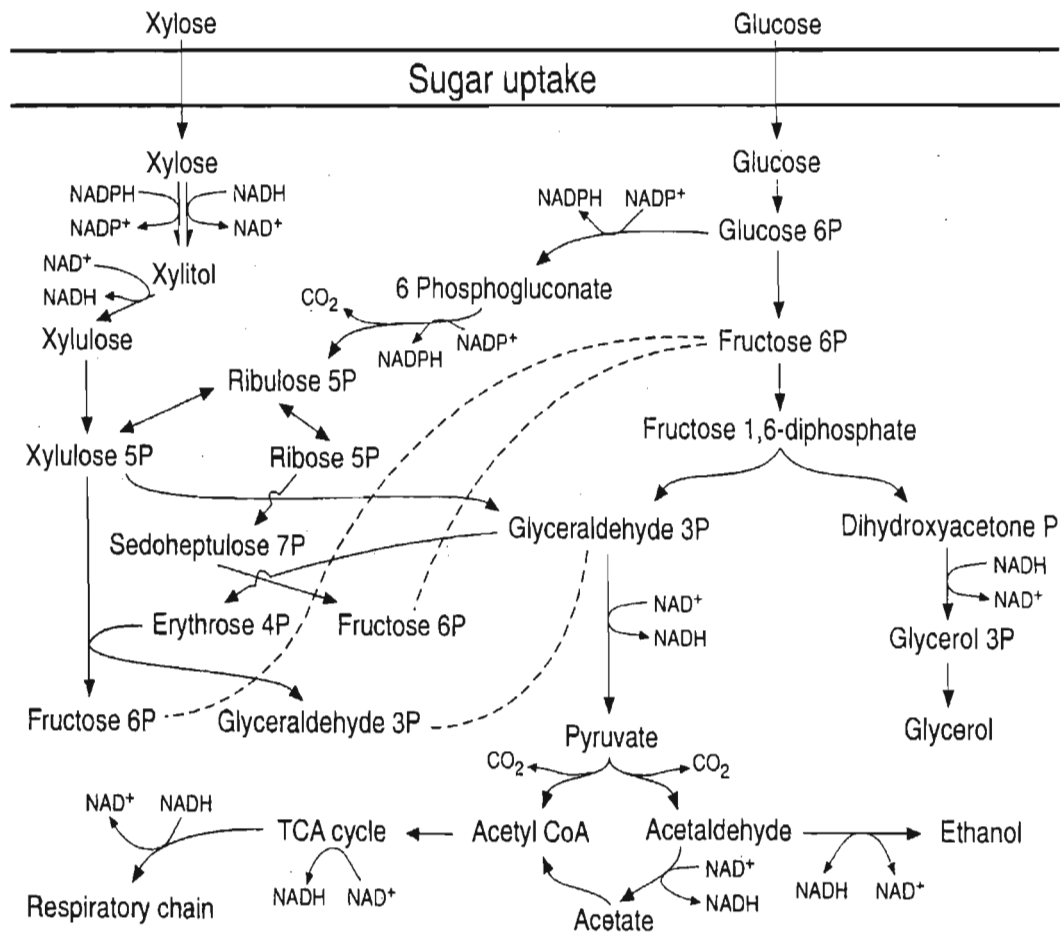 Xylose Glucose
Sugar uptake
Xylose Glucose
NADPH NADH NADPH NADP+
NADP+ NAD+ Glucose 6P
NAD+ Xylitol
NADH CO2 6 Phosphogluconate
Xylulose NADPH NADP+ Fructose 6P
Ribulose 5P
Fructose 1,6-diphosphate
Xylulose 5P Ribose 5P
Glyceraldehyde 3P Dihydroxyacetone P
Sedoheptulose 7P
NADH
NAD+ NAD+
Erythrose 4P Fructose 6P
NADH Glycerol 3P
Fructose 6P Glyceraldehyde 3P Glycerol
Pyruvate
CO2 CO2
NAD+ NADH
TCA cycle Acetyl CoA Acetaldehyde Ethanol
NAD+
NADH NAD+ NADH NADH NAD+
Respiratory chain Acetate